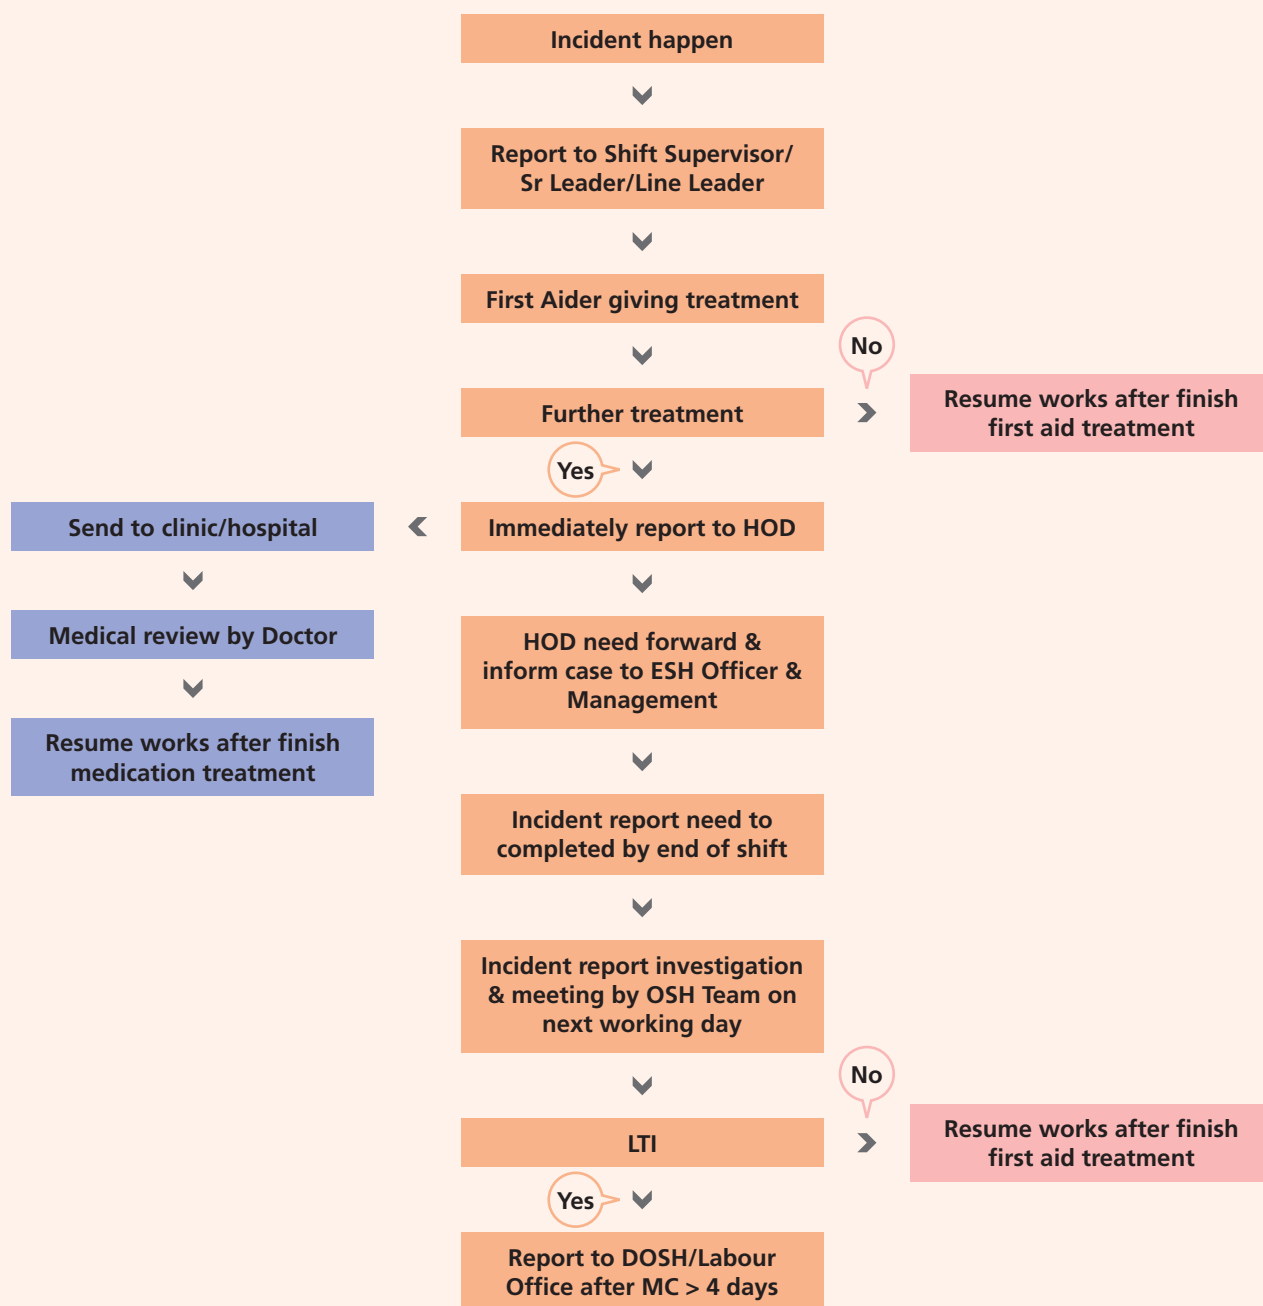 Incident happen
Report to Shift Supervisor/
Sr Leader/Line Leader
First Aider giving treatment
No
Further treatment
Resume works after finish
first aid treatment
Yes
Send to clinic/hospital
Immediately report to HOD
Medical review by Doctor
HOD need forward &
inform case to ESH Officer &
Management
Resume works after finish
medication treatment
Incident report need to
completed by end of shift
Incident report investigation
& meeting by OSH Team on
next working day
No
LTI
Resume works after finish
first aid treatment
Yes
Report to DOSH/Labour
Office after MC > 4 days